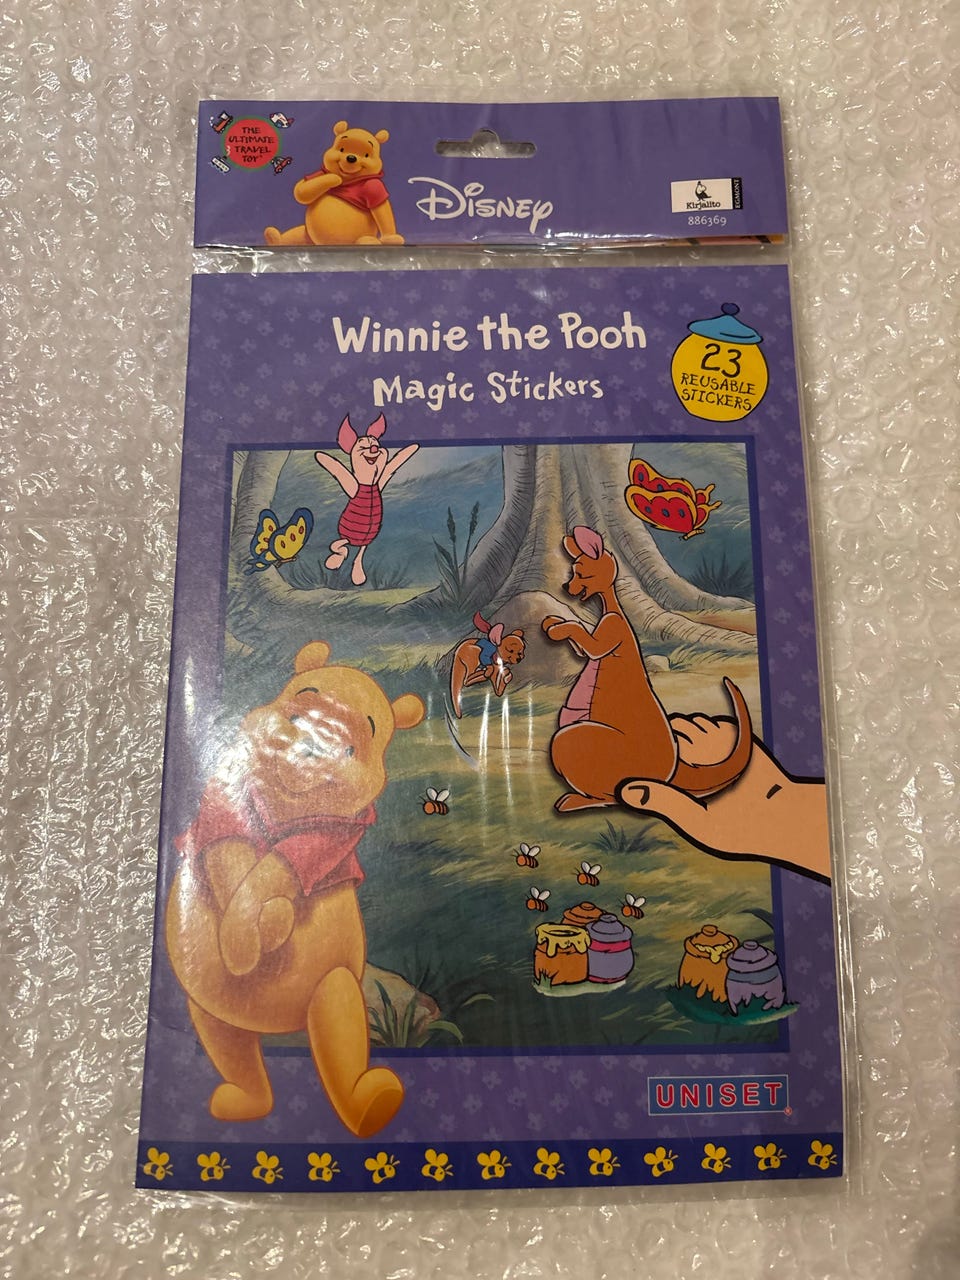 THE
ULTIMATE
TRAVEL
TOY
DISNEY
Kirjalito
EGMONT
886369
Winnie the Pooh
Magic Stickers
23
REUSABLE
STICKERS
UNISET